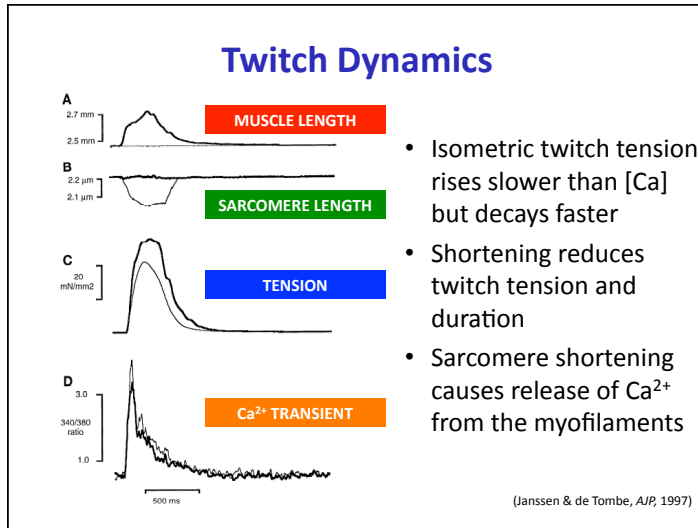 Twitch Dynamics
A
2.7 mm
2.5 mm
MUSCLE LENGTH
B
2.2 µm
2.1 µm
SARCOMERE LENGTH
C
20
mN/mm2
TENSION
D
3.0
340/380
ratio
1.0
Ca²⁺ TRANSIENT
500 ms
• Isometric twitch tension
rises slower than [Ca]
but decays faster
• Shortening reduces
twitch tension and
duration
• Sarcomere shortening
causes release of Ca²⁺
from the myofilaments
(Janssen & de Tombe, AJP, 1997)